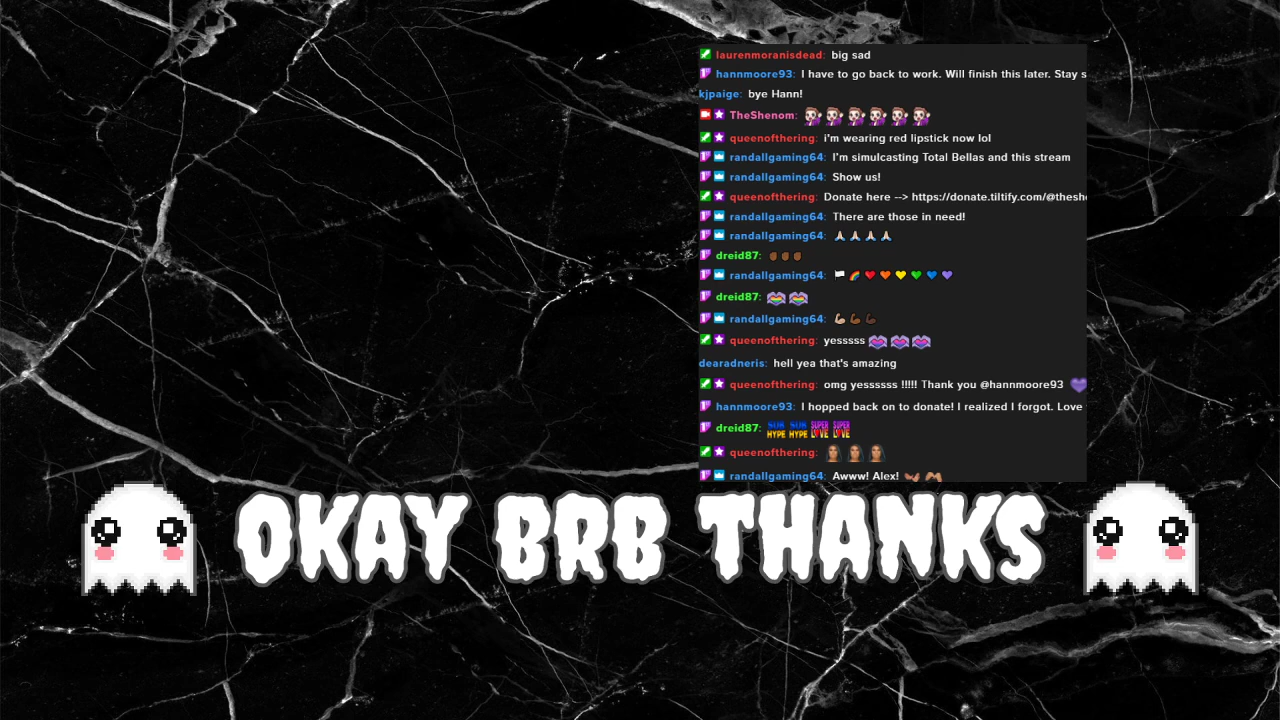 laurenmoranisdead: big sad
hannmoore93: I have to go back to work. Will finish this later. Stay s
kjpaige: bye Hann!
TheShenom:
queenofthering: i'm wearing red lipstick now lol
randallgaming64: I'm simulcasting Total Bellas and this stream
randallgaming64: Show us!
queenofthering: Donate here --> https://donate.tiltify.com/@thesh
randallgaming64: There are those in need!
randallgaming64:
dreid87:
randallgaming64:
dreid87:
randallgaming64:
queenofthering: yesssss
dearadneris: hell yea that's amazing
queenofthering: omg yessssss !!!!! Thank you @hannmoore93
hannmoore93: I hopped back on to donate! I realized I forgot. Love
dreid87: SUB HYPE SUB HYPE SUPER LOVE SUPER LOVE
queenofthering:
randallgaming64: Awww! Alex!
OKAY BRB THANKS